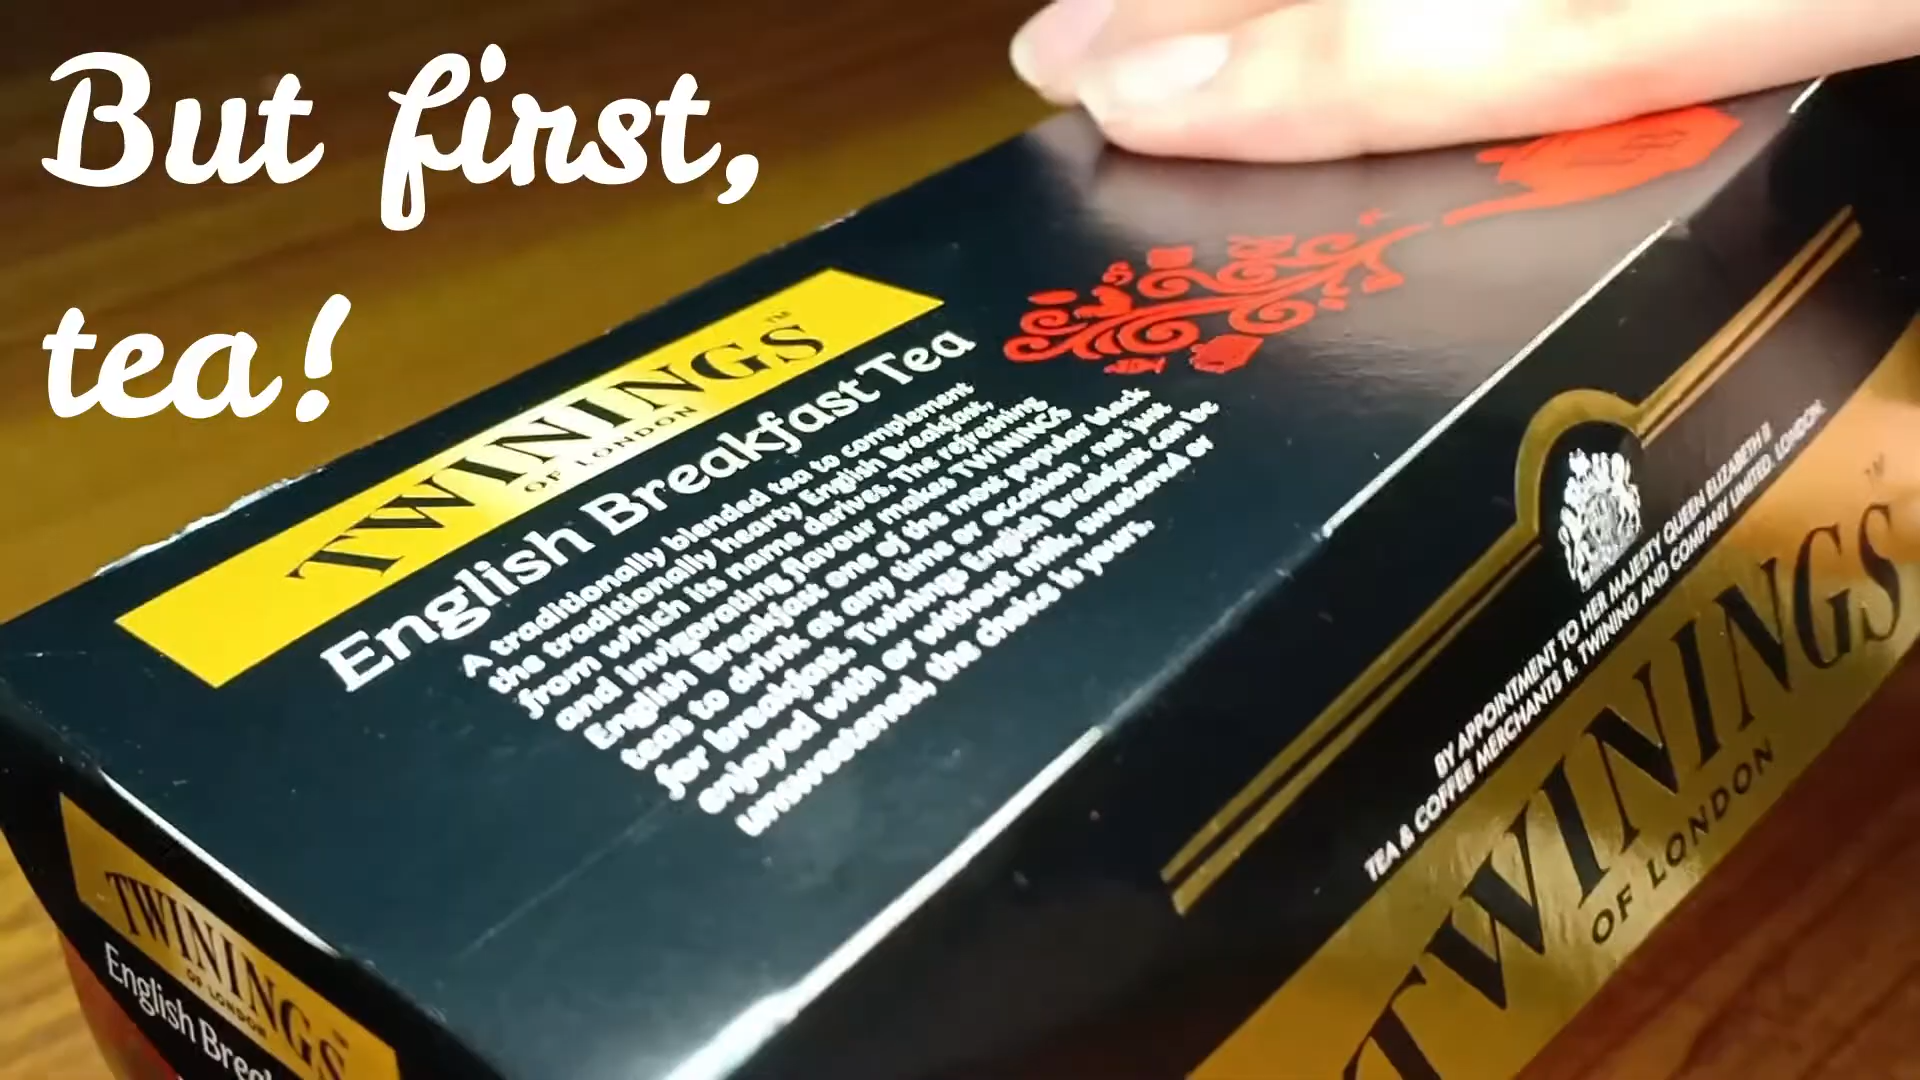 But first,
tea!
TWININGS™
OF LONDON
English Breakfast Tea
A traditionally blended tea to complement
the traditionally hearty English Breakfast,
from which its name derives. The refreshing
and invigorating flavour makes TWININGS
English Breakfast one of the most popular black
teas to drink at any time or occasion - not just
for breakfast. Twinings English Breakfast can be
enjoyed with or without milk, sweetened or
unsweetened, the choice is yours.
BY APPOINTMENT TO HER MAJESTY QUEEN ELIZABETH II
TEA & COFFEE MERCHANTS R. TWINING AND COMPANY LIMITED, LONDON.
TWININGS™
OF LONDON
TWININGS™
OF LONDON
English